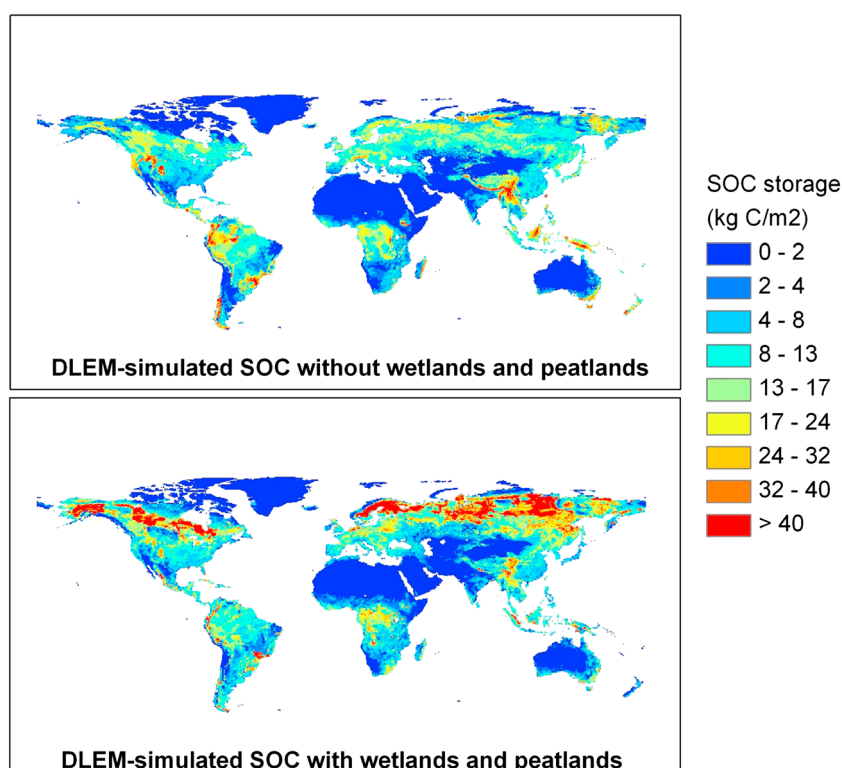 SOC storage
(kg C/m2)
0 - 2
2 - 4
4 - 8
8 - 13
13 - 17
17 - 24
24 - 32
32 - 40
> 40
DLEM-simulated SOC without wetlands and peatlands
DLEM-simulated SOC with wetlands and peatlands